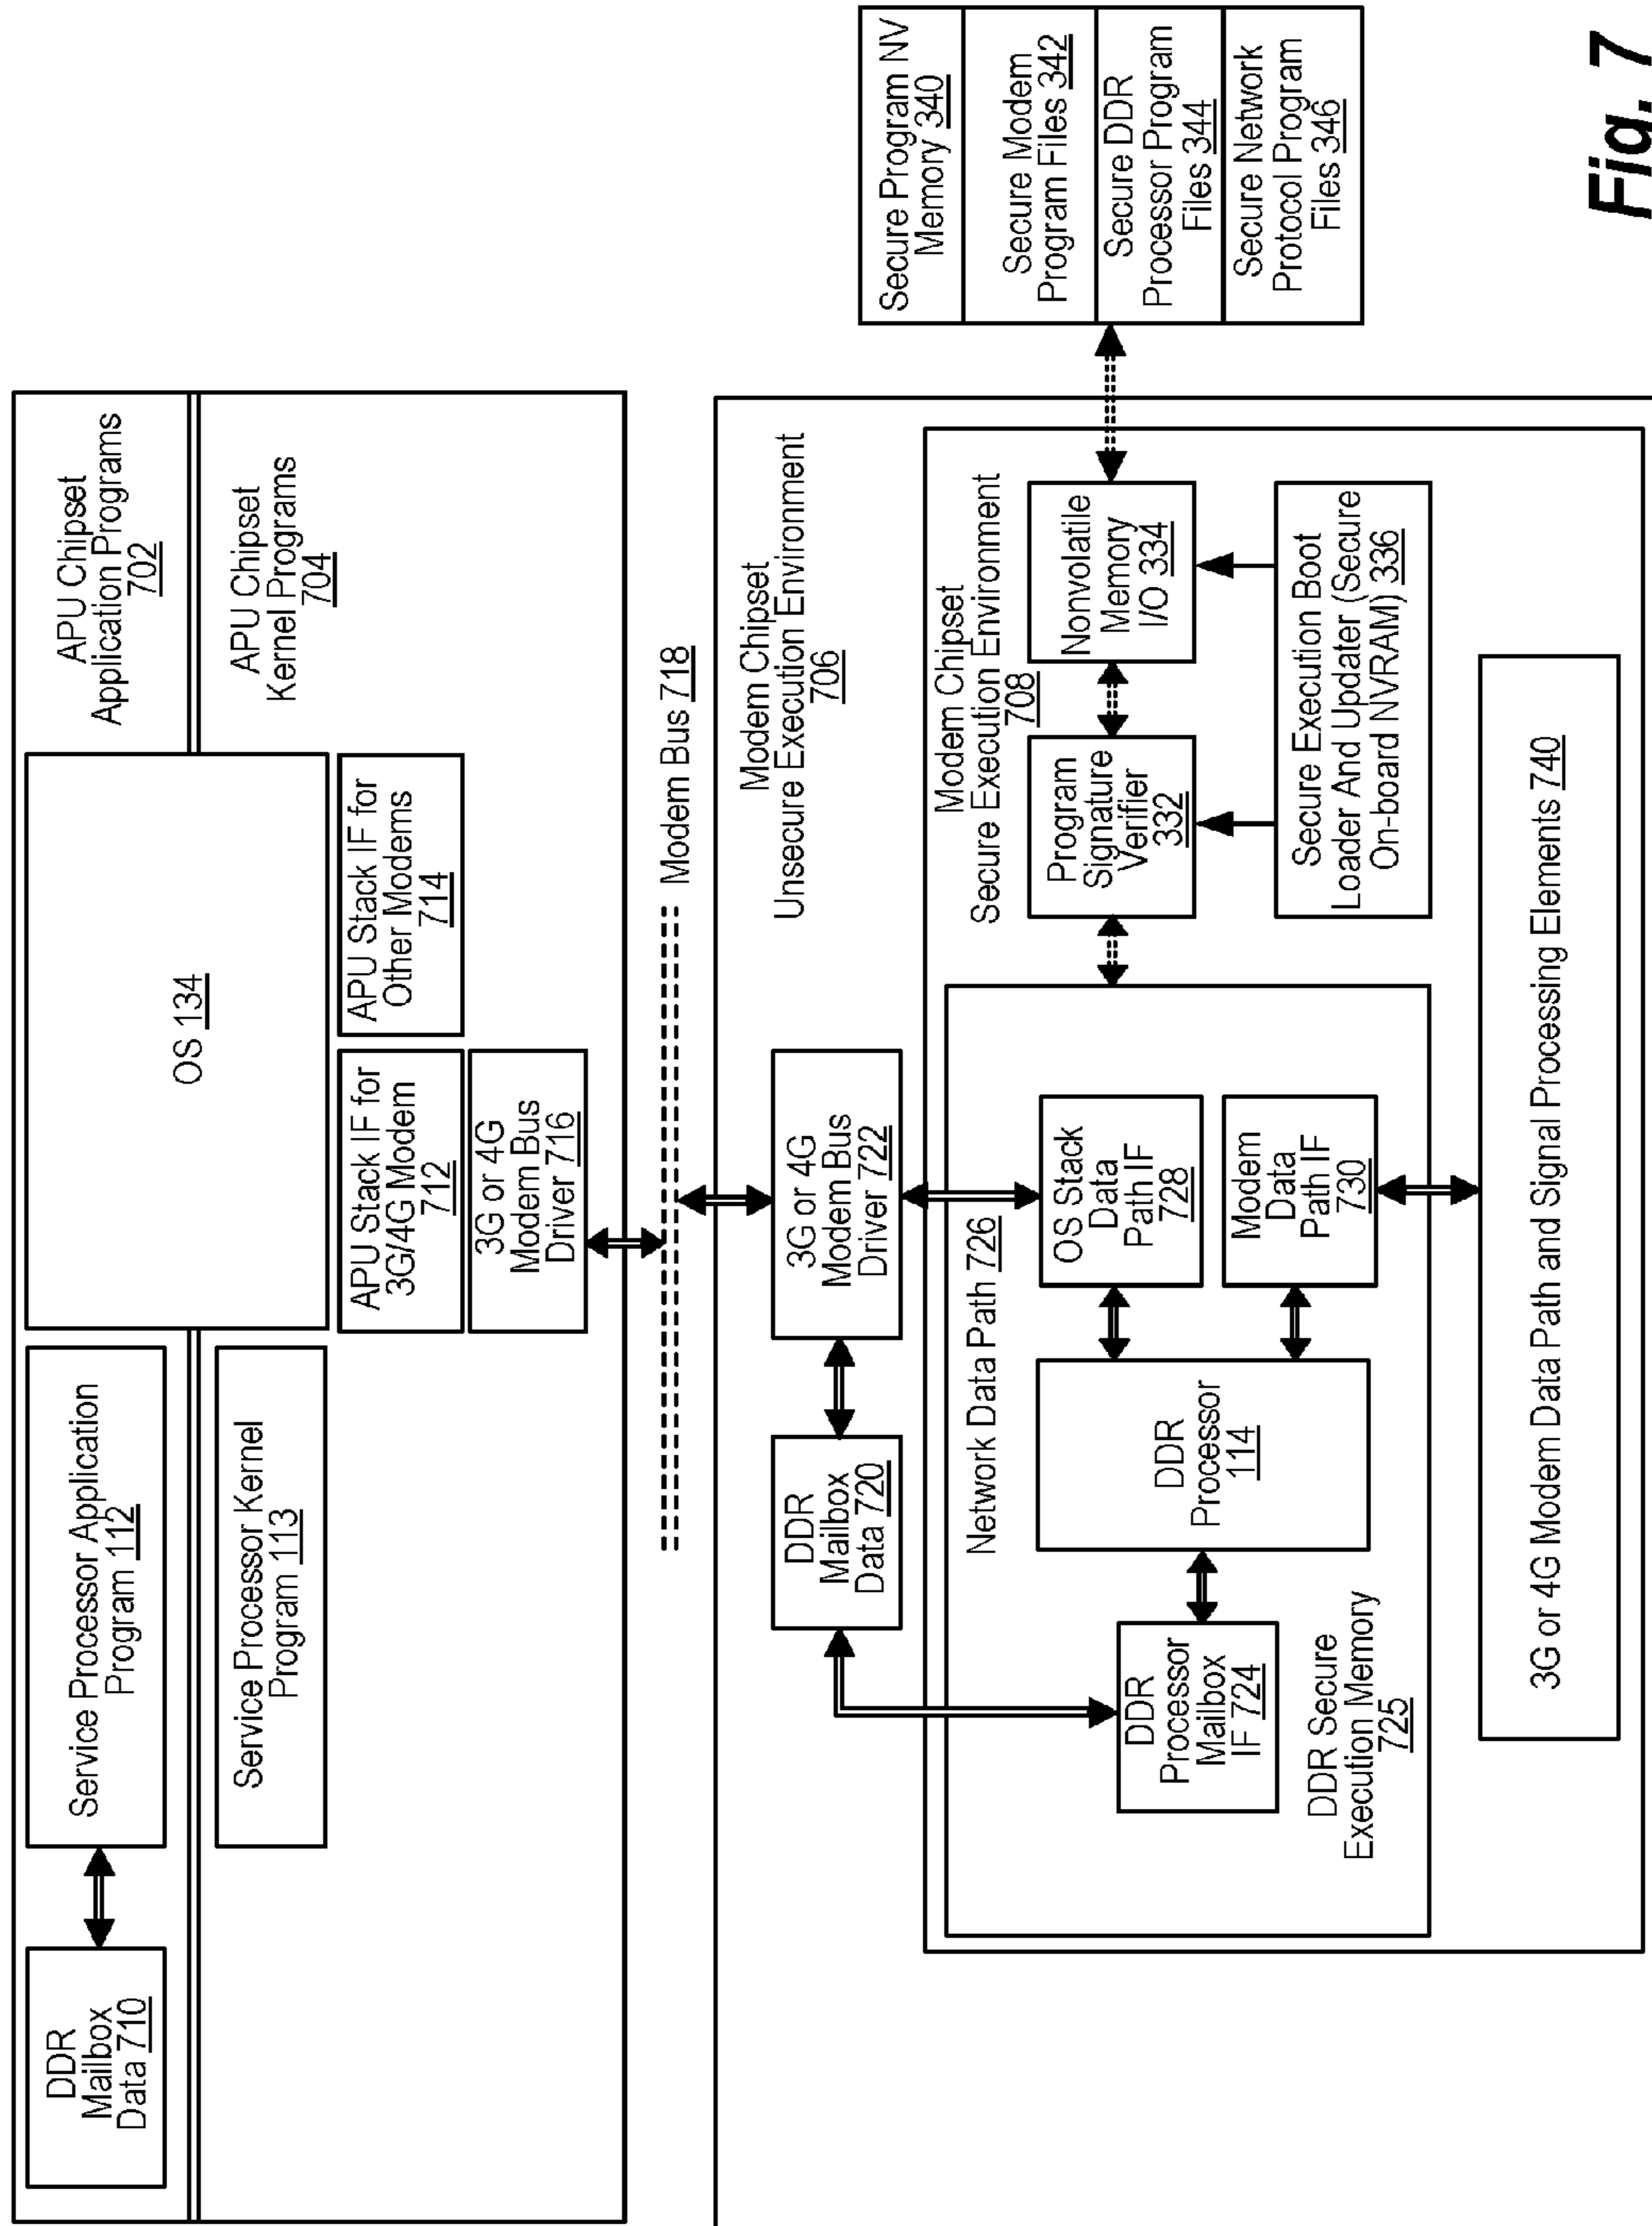 DDR
Mailbox
Data 710
Service Processor Application
Program 112
OS 134
APU Chipset
Application Programs
702
Service Processor Kernel
Program 113
APU Chipset
Kernel Programs
704
APU Stack IF for
3G/4G Modem
712
APU Stack IF for
Other Modems
714
3G or 4G
Modem Bus
Driver 716
Modem Bus 718
Modem Chipset
Unsecure Execution Environment
706
DDR
Mailbox
Data 720
3G or 4G
Modem Bus
Driver 722
Secure Program NV
Memory 340
Secure Modem
Program Files 342
Secure DDR
Processor Program
Files 344
Secure Network
Protocol Program
Files 346
Modem Chipset
Secure Execution Environment
708
Network Data Path 726
DDR
Processor
Mailbox
IF 724
DDR
Processor
114
OS Stack
Data
Path IF
728
Modem
Data
Path IF
730
DDR Secure
Execution Memory
725
Program
Signature
Verifier
332
Nonvolatile
Memory
I/O 334
Secure Execution Boot
Loader And Updater (Secure
On-board NVRAM) 336
3G or 4G Modem Data Path and Signal Processing Elements 740
Fig. 7